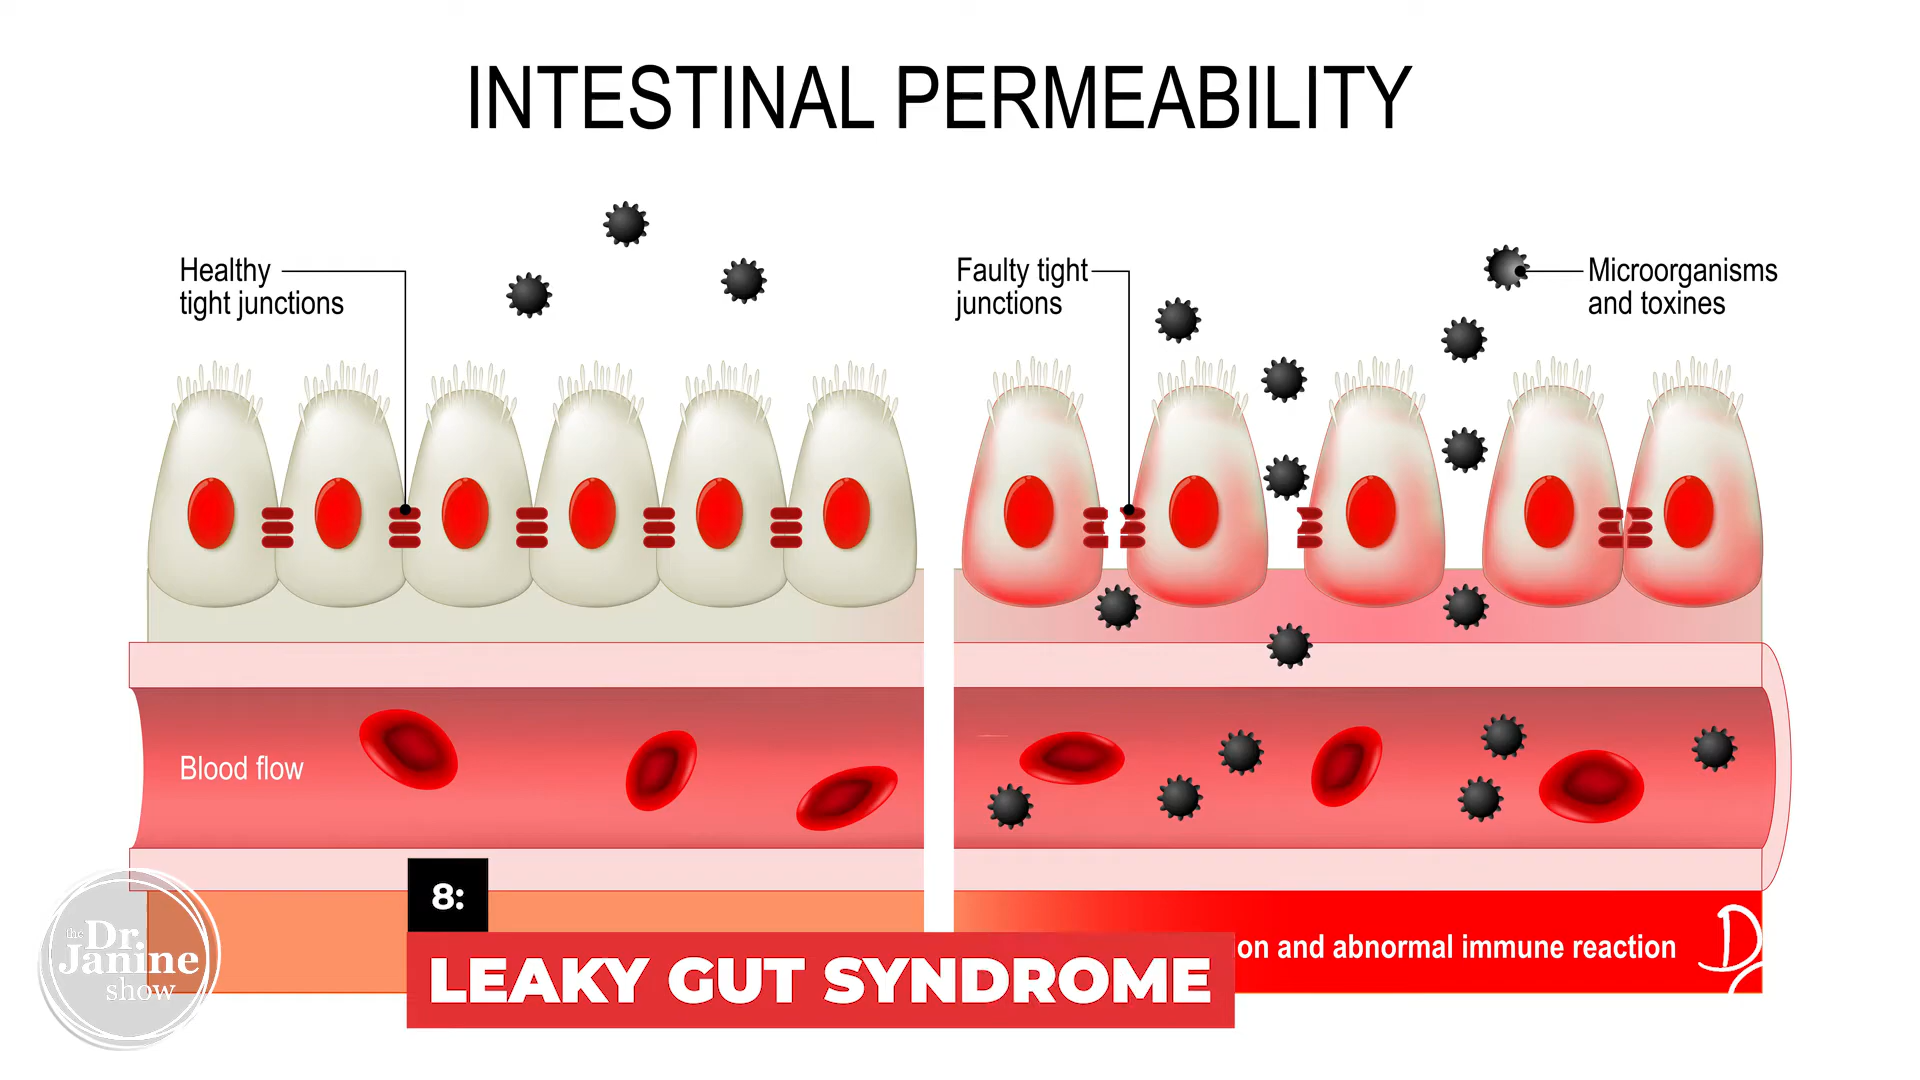 INTESTINAL PERMEABILITY
Healthy
tight junctions
Faulty tight
junctions
Microorganisms
and toxines
Blood flow
8:
LEAKY GUT SYNDROME
on and abnormal immune reaction
the
Dr.
Janine
show